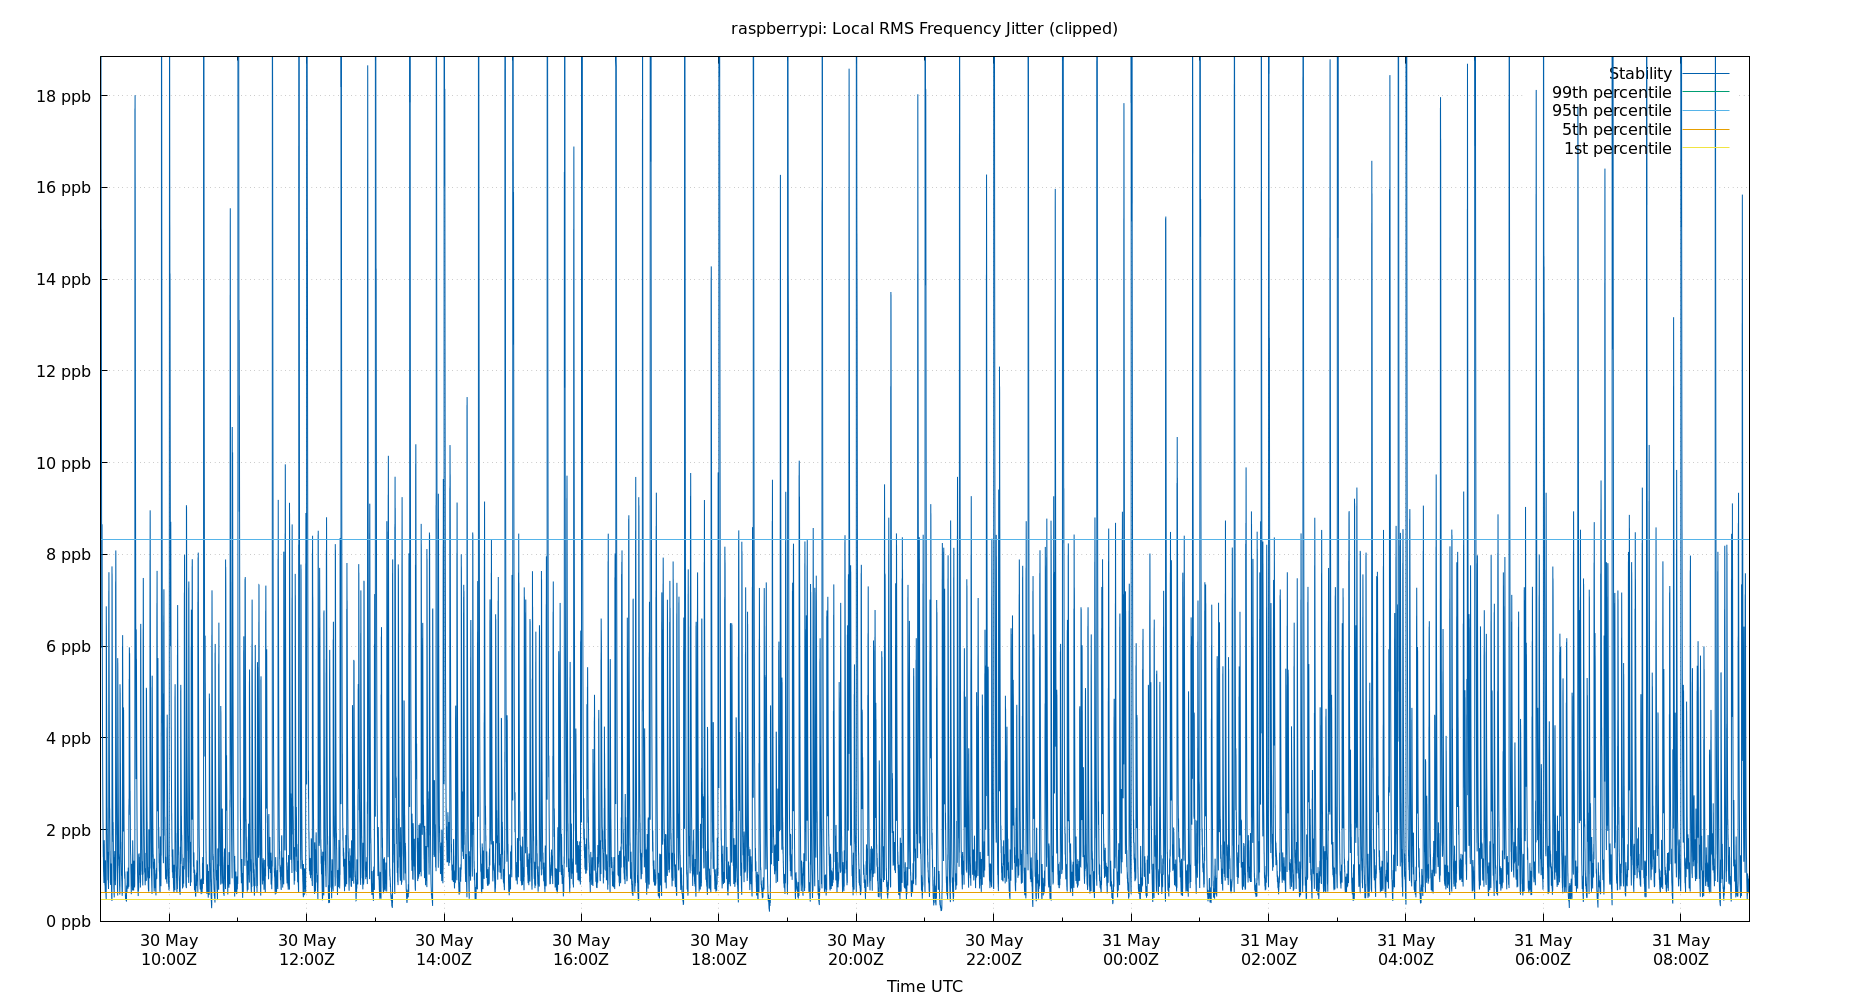 raspberrypi: Local RMS Frequency Jitter (clipped)
Stability
99th percentile
95th percentile
5th percentile
1st percentile
18 ppb
16 ppb
14 ppb
12 ppb
10 ppb
8 ppb
6 ppb
4 ppb
2 ppb
0 ppb
30 May 30 May 30 May 30 May 30 May 30 May 30 May 31 May 31 May 31 May 31 May 31 May
10:00Z 12:00Z 14:00Z 16:00Z 18:00Z 20:00Z 22:00Z 00:00Z 02:00Z 04:00Z 06:00Z 08:00Z
Time UTC